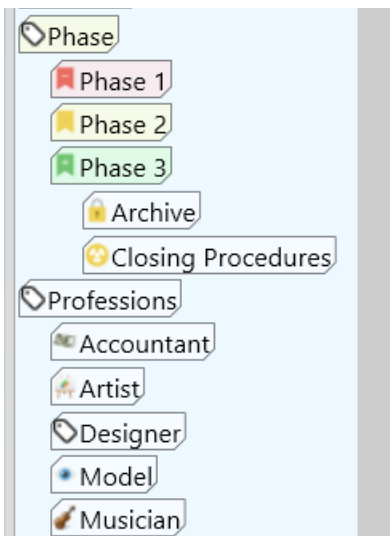 Phase
Phase 1
Phase 2
Phase 3
Archive
Closing Procedures
Professions
Accountant
Artist
Designer
Model
Musician